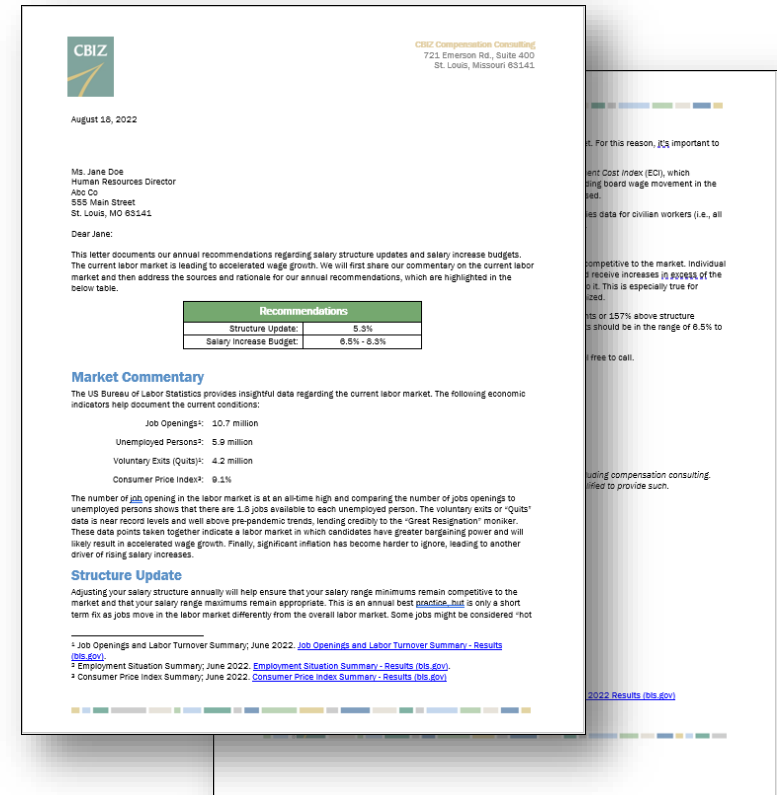 CBIZ
CBIZ Compensation Consulting
721 Emerson Rd., Suite 400
St. Louis, Missouri 63141
August 18, 2022
Ms. Jane Doe
Human Resources Director
Abc Co
555 Main Street
St. Louis, MO 63141
Dear Jane:
This letter documents our annual recommendations regarding salary structure updates and salary increase budgets.
The current labor market is leading to accelerated wage growth. We will first share our commentary on the current labor
market and then address the sources and rationale for our annual recommendations, which are highlighted in the
below table.
Recommendations
Structure Update: 5.3%
Salary Increase Budget: 6.5% - 8.3%
Market Commentary
The US Bureau of Labor Statistics provides insightful data regarding the current labor market. The following economic
indicators help document the current conditions:
Job Openings¹: 10.7 million
Unemployed Persons²: 5.9 million
Voluntary Exits (Quits)¹: 4.2 million
Consumer Price Index³: 9.1%
The number of job opening in the labor market is at an all-time high and comparing the number of jobs openings to
unemployed persons shows that there are 1.8 jobs available to each unemployed person. The voluntary exits or “Quits”
data is near record levels and well above pre-pandemic trends, lending credibly to the “Great Resignation” moniker.
These data points taken together indicate a labor market in which candidates have greater bargaining power and will
likely result in accelerated wage growth. Finally, significant inflation has become harder to ignore, leading to another
driver of rising salary increases.
Structure Update
Adjusting your salary structure annually will help ensure that your salary range minimums remain competitive to the
market and that your salary range maximums remain appropriate. This is an annual best practice, but is only a short
term fix as jobs move in the labor market differently from the overall labor market. Some jobs might be considered “hot
¹ Job Openings and Labor Turnover Summary; June 2022. Job Openings and Labor Turnover Summary - Results
(bls.gov).
² Employment Situation Summary; June 2022. Employment Situation Summary - Results (bls.gov).
³ Consumer Price Index Summary; June 2022. Consumer Price Index Summary - Results (bls.gov)
For this reason, it's important to
Cost Index (ECI), which
board wage movement in the
data for civilian workers (i.e., all
competitive to the market. Individual
receive increases in excess of the
it. This is especially true for
or 157% above structure
should be in the range of 6.5% to
free to call.
compensation consulting.
to provide such.
2022 Results (bls.gov)